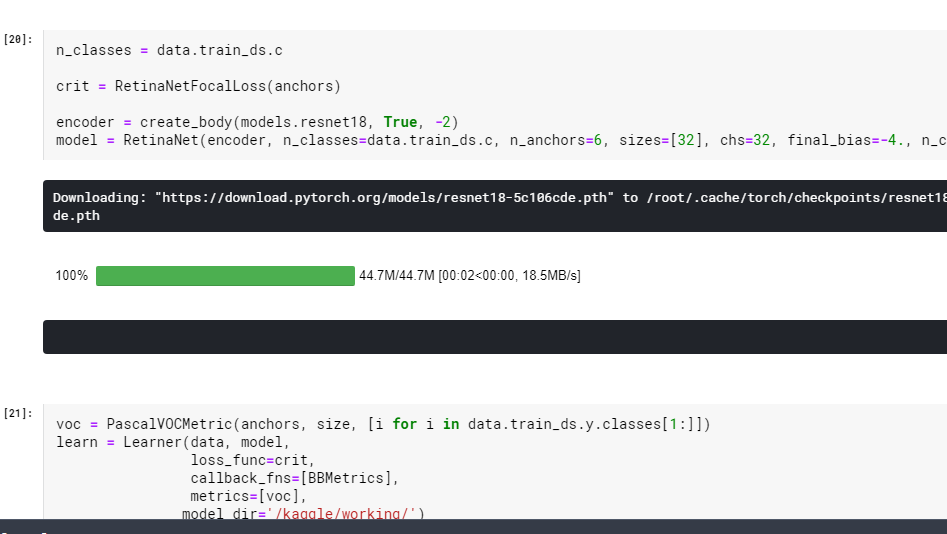 [20]:
n_classes = data.train_ds.c
crit = RetinaNetFocalLoss(anchors)
encoder = create_body(models.resnet18, True, -2)
model = RetinaNet(encoder, n_classes=data.train_ds.c, n_anchors=6, sizes=[32], chs=32, final_bias=-4., n_c
Downloading: "https://download.pytorch.org/models/resnet18-5c106cde.pth" to /root/.cache/torch/checkpoints/resnet18
de.pth
100% 44.7M/44.7M [00:02<00:00, 18.5MB/s]
[21]:
voc = PascalVOCMetric(anchors, size, [i for i in data.train_ds.y.classes[1:]])
learn = Learner(data, model,
loss_func=crit,
callback_fns=[BBMetrics],
metrics=[voc],
model_dir='/kaggle/working/')